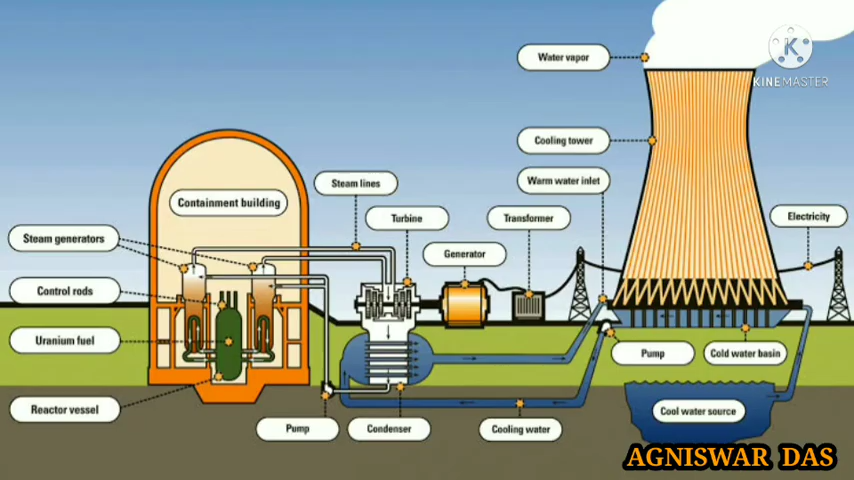 Water vapor
K
KINEMASTER
Cooling tower
Warm water inlet
Steam lines
Containment building
Turbine
Transformer
Electricity
Steam generators
Generator
Control rods
Uranium fuel
Pump
Cold water basin
Reactor vessel
Cool water source
Pump
Condenser
Cooling water
AGNISWAR DAS